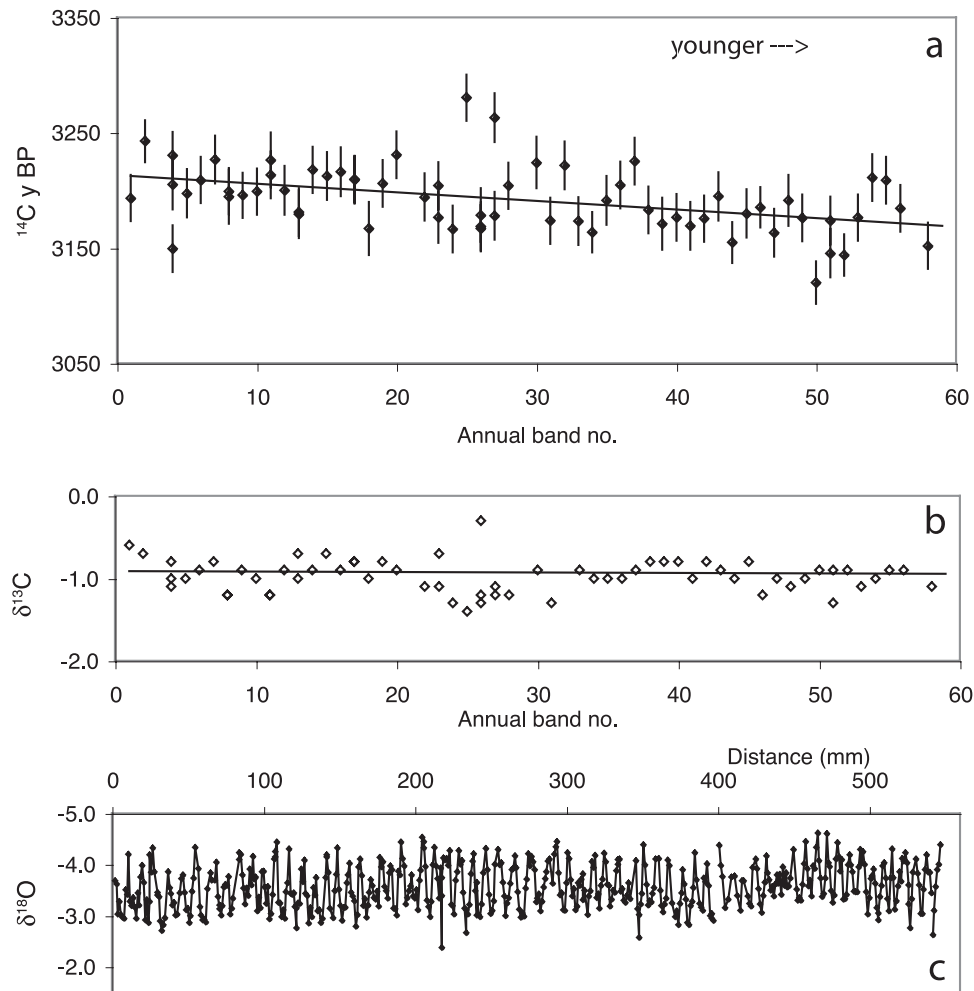 3350
younger --->
a
3250
¹⁴C y BP
3150
3050
0 10 20 30 40 50 60
Annual band no.
0.0
b
δ¹³C
-1.0
-2.0
0 10 20 30 40 50 60
Annual band no.
Distance (mm)
0 100 200 300 400 500
-5.0
-4.0
δ¹⁸O
-3.0
-2.0
c